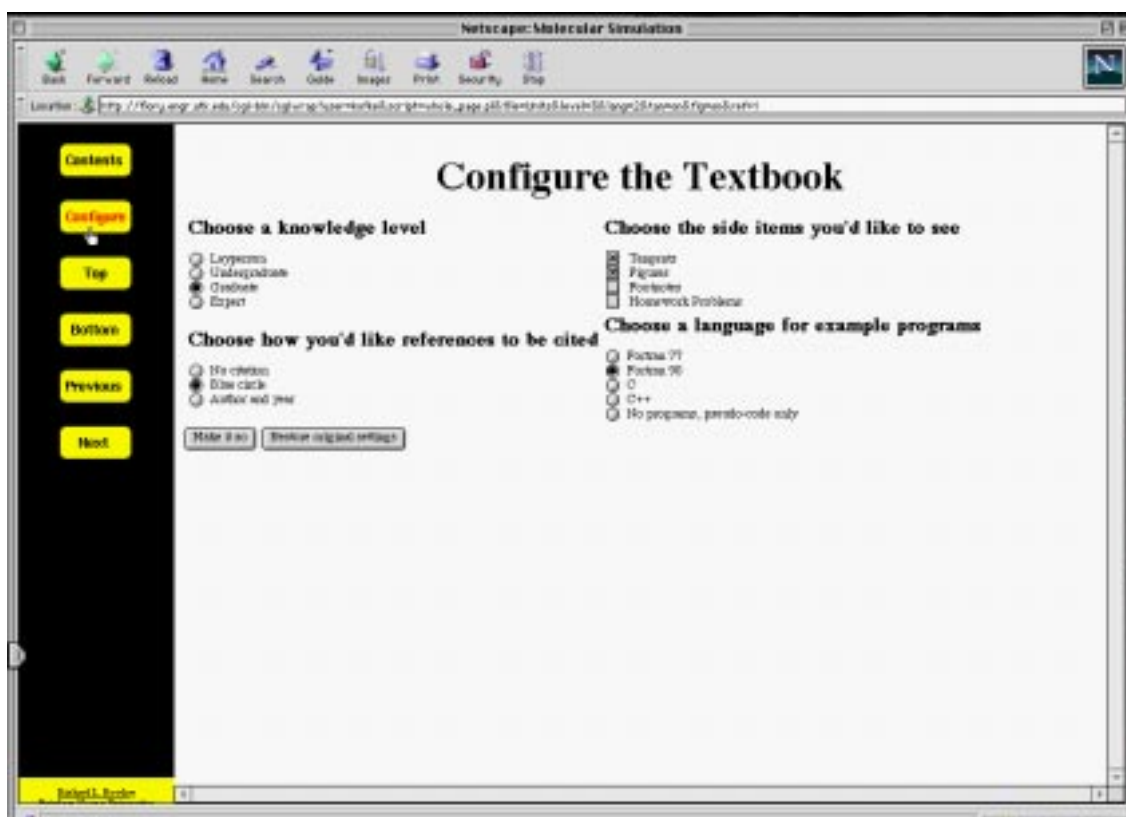 Netscape: Molecular Simulation
Back Forward Reload Home Search Guide Images Print Security Stop
Location:
Contents
Configure
Top
Bottom
Previous
Next
Configure the Textbook
Choose a knowledge level
Layperson
Undergraduate
Graduate
Expert
Choose how you'd like references to be cited
No citation
Blue circle
Author and year
Make it so
Restore original settings
Choose the side items you'd like to see
Figures
Footnotes
Homework Problems
Choose a language for example programs
Fortran 77
Fortran 90
C
C++
No programs, pseudo-code only